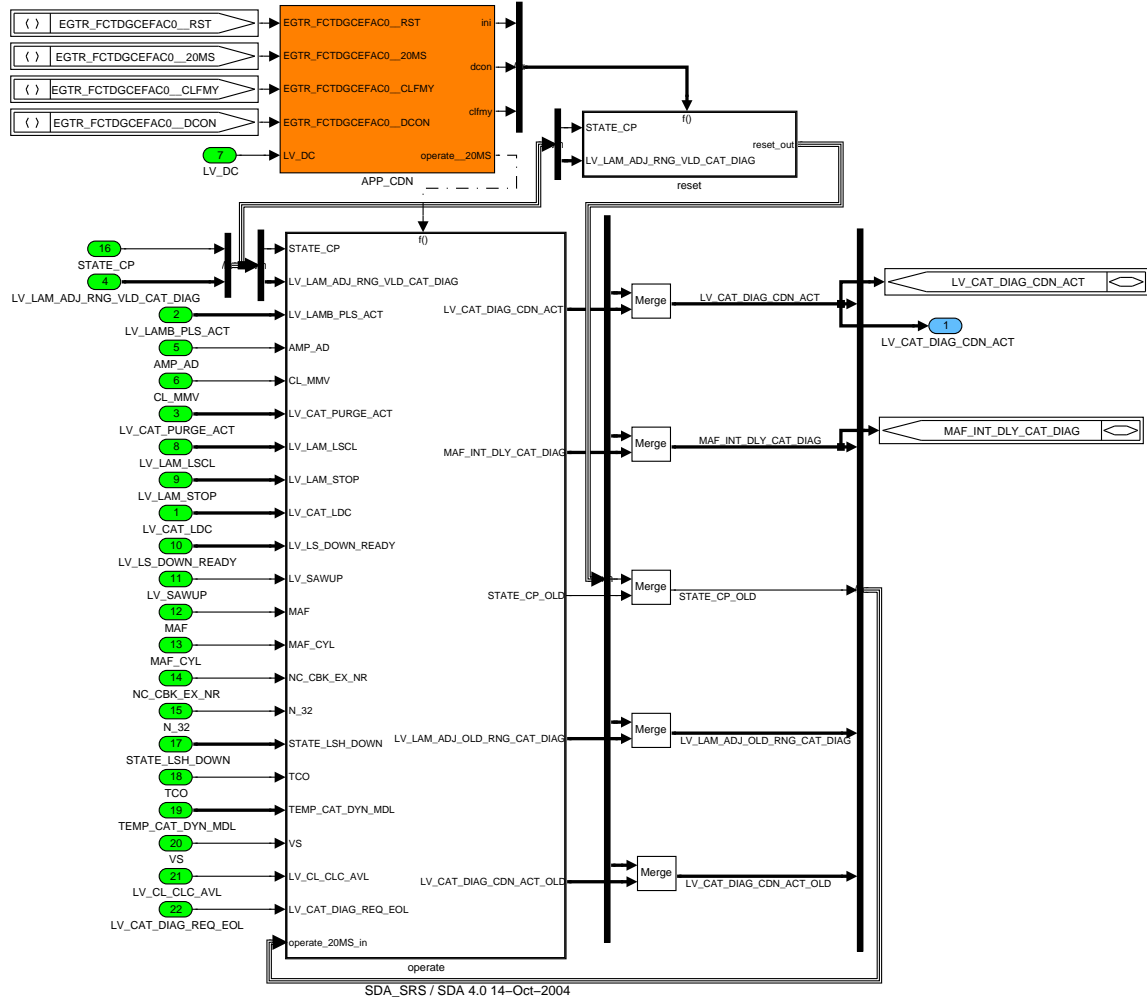 ( ) EGTR_FCTDGCEFAC0__RST
( ) EGTR_FCTDGCEFAC0__20MS
( ) EGTR_FCTDGCEFAC0__CLFMY
( ) EGTR_FCTDGCEFAC0__DCON
7
LV_DC
EGTR_FCTDGCEFAC0__RST
EGTR_FCTDGCEFAC0__20MS
EGTR_FCTDGCEFAC0__CLFMY
EGTR_FCTDGCEFAC0__DCON
LV_DC
ini
dcon
clfmy
operate__20MS
APP_CDN
f()
STATE_CP
LV_LAM_ADJ_RNG_VLD_CAT_DIAG
reset_out
reset
16
STATE_CP
4
LV_LAM_ADJ_RNG_VLD_CAT_DIAG
2
LV_LAMB_PLS_ACT
5
AMP_AD
6
CL_MMV
3
LV_CAT_PURGE_ACT
8
LV_LAM_LSCL
9
LV_LAM_STOP
1
LV_CAT_LDC
10
LV_LS_DOWN_READY
11
LV_SAWUP
12
MAF
13
MAF_CYL
14
NC_CBK_EX_NR
15
N_32
17
STATE_LSH_DOWN
18
TCO
19
TEMP_CAT_DYN_MDL
20
VS
21
LV_CL_CLC_AVL
22
LV_CAT_DIAG_REQ_EOL
f()
STATE_CP
LV_LAM_ADJ_RNG_VLD_CAT_DIAG
LV_LAMB_PLS_ACT
AMP_AD
CL_MMV
LV_CAT_PURGE_ACT
LV_LAM_LSCL
LV_LAM_STOP
LV_CAT_LDC
LV_LS_DOWN_READY
LV_SAWUP
MAF
MAF_CYL
NC_CBK_EX_NR
N_32
STATE_LSH_DOWN
TCO
TEMP_CAT_DYN_MDL
VS
LV_CL_CLC_AVL
LV_CAT_DIAG_REQ_EOL
operate_20MS_in
LV_CAT_DIAG_CDN_ACT
MAF_INT_DLY_CAT_DIAG
STATE_CP_OLD
LV_LAM_ADJ_OLD_RNG_CAT_DIAG
LV_CAT_DIAG_CDN_ACT_OLD
operate
Merge
LV_CAT_DIAG_CDN_ACT
Merge
MAF_INT_DLY_CAT_DIAG
Merge
STATE_CP_OLD
Merge
LV_LAM_ADJ_OLD_RNG_CAT_DIAG
Merge
LV_CAT_DIAG_CDN_ACT_OLD
LV_CAT_DIAG_CDN_ACT
1
LV_CAT_DIAG_CDN_ACT
MAF_INT_DLY_CAT_DIAG
SDA_SRS / SDA 4.0 14−Oct−2004